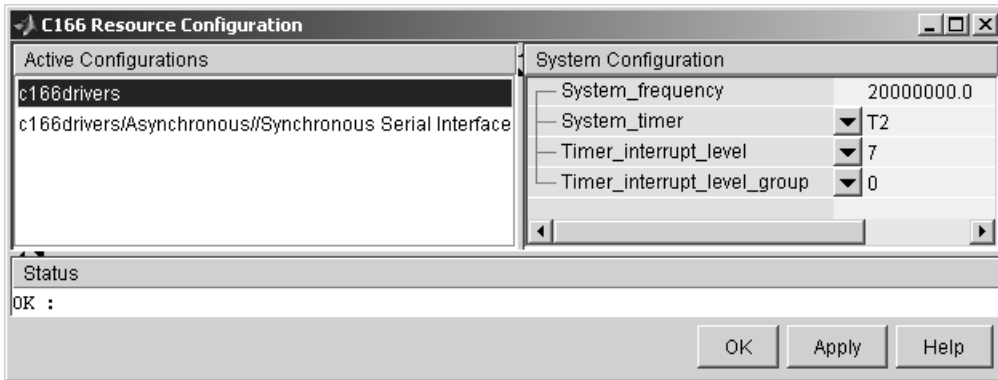 C166 Resource Configuration
Active Configurations
c166drivers
c166drivers/Asynchronous//Synchronous Serial Interface
System Configuration
System_frequency 20000000.0
System_timer T2
Timer_interrupt_level 7
Timer_interrupt_level_group 0
Status
OK :
OK Apply Help